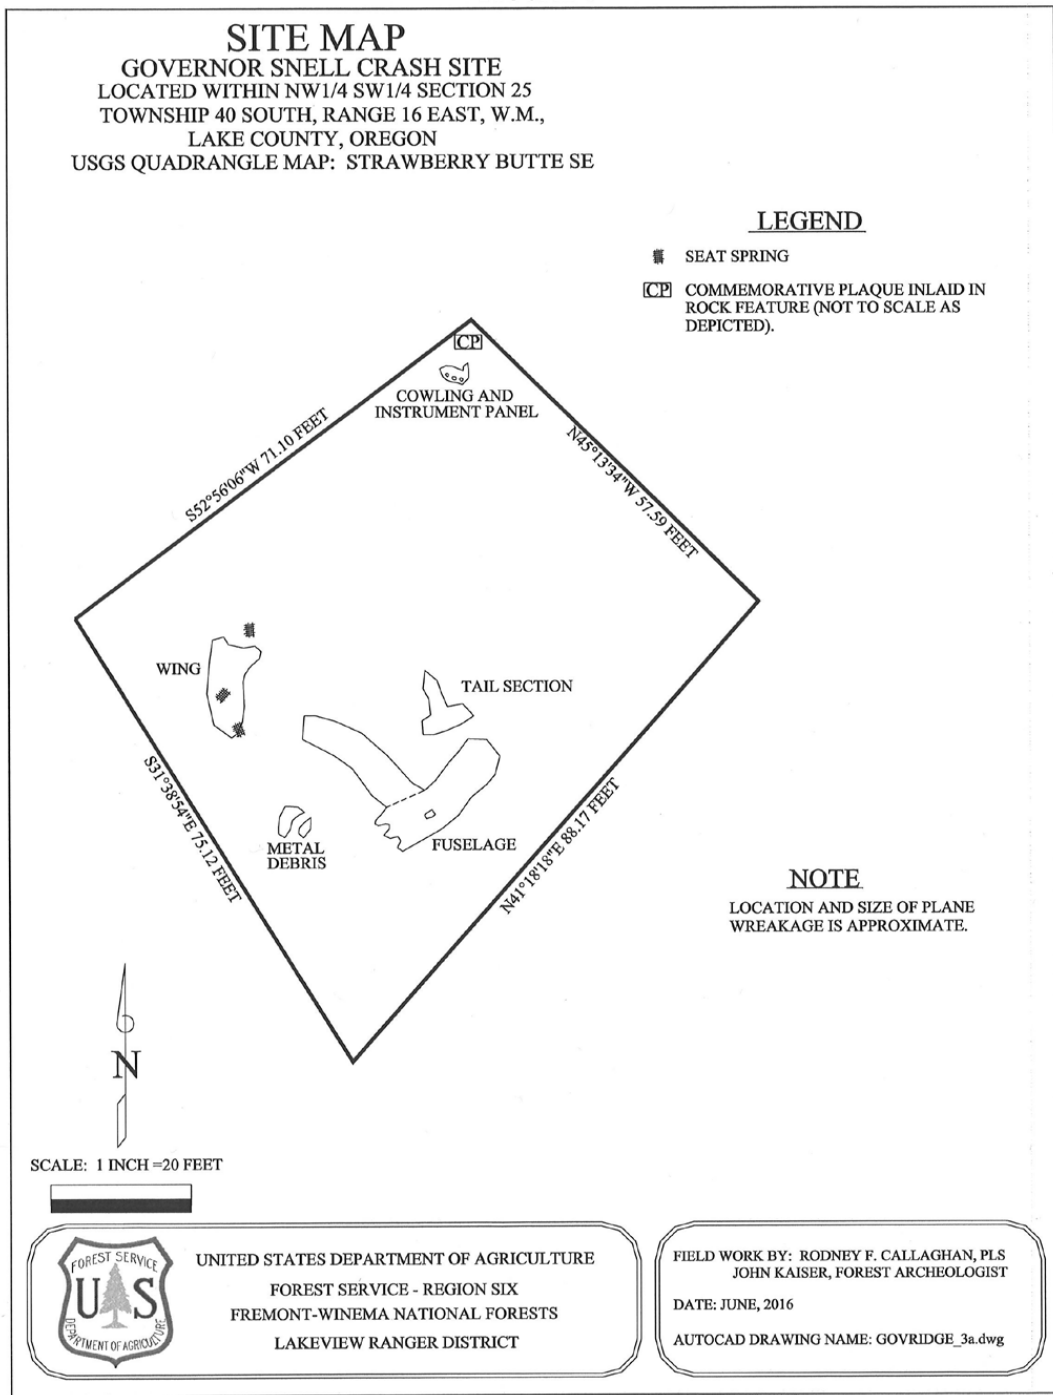 SITE MAP
GOVERNOR SNELL CRASH SITE
LOCATED WITHIN NW1/4 SW1/4 SECTION 25
TOWNSHIP 40 SOUTH, RANGE 16 EAST, W.M.,
LAKE COUNTY, OREGON
USGS QUADRANGLE MAP: STRAWBERRY BUTTE SE
LEGEND
SEAT SPRING
CP COMMEMORATIVE PLAQUE INLAID IN
ROCK FEATURE (NOT TO SCALE AS
DEPICTED).
CP
COWLING AND
INSTRUMENT PANEL
S52°56'06"W 71.10 FEET
N45°13'34"W 57.59 FEET
WING
TAIL SECTION
S31°38'54"E 75.12 FEET
METAL
DEBRIS
FUSELAGE
N41°18'18"E 88.17 FEET
NOTE
LOCATION AND SIZE OF PLANE
WREAKAGE IS APPROXIMATE.
N
SCALE: 1 INCH =20 FEET
FOREST SERVICE
U S
DEPARTMENT OF AGRICULTURE
UNITED STATES DEPARTMENT OF AGRICULTURE
FOREST SERVICE - REGION SIX
FREMONT-WINEMA NATIONAL FORESTS
LAKEVIEW RANGER DISTRICT
FIELD WORK BY: RODNEY F. CALLAGHAN, PLS
JOHN KAISER, FOREST ARCHEOLOGIST
DATE: JUNE, 2016
AUTOCAD DRAWING NAME: GOVRIDGE_3a.dwg